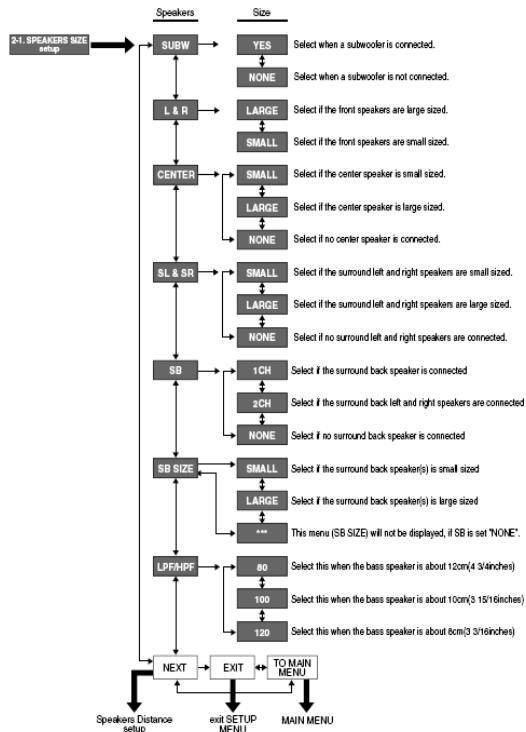 Speakers Size
2-1. SPEAKERS SIZE
setup
SUBW YES Select when a subwoofer is connected.
NONE Select when a subwoofer is not connected.
L & R LARGE Select if the front speakers are large sized.
SMALL Select if the front speakers are small sized.
CENTER SMALL Select if the center speaker is small sized.
LARGE Select if the center speaker is large sized.
NONE Select if no center speaker is connected.
SL & SR SMALL Select if the surround left and right speakers are small sized.
LARGE Select if the surround left and right speakers are large sized.
NONE Select if no surround left and right speakers are connected.
SB 1CH Select if the surround back speaker is connected
2CH Select if the surround back left and right speakers are connected
NONE Select if no surround back speaker is connected
SB SIZE SMALL Select if the surround back speaker(s) is small sized
LARGE Select if the surround back speaker(s) is large sized
*** This menu (SB SIZE) will not be displayed, if SB is set "NONE".
LPF/HPF 80 Select this when the bass speaker is about 12cm(4 3/4inches)
100 Select this when the bass speaker is about 10cm(3 15/16inches)
120 Select this when the bass speaker is about 8cm(3 3/16inches)
NEXT EXIT TO MAIN
MENU
Speakers Distance
setup
exit SETUP
MENU
MAIN MENU